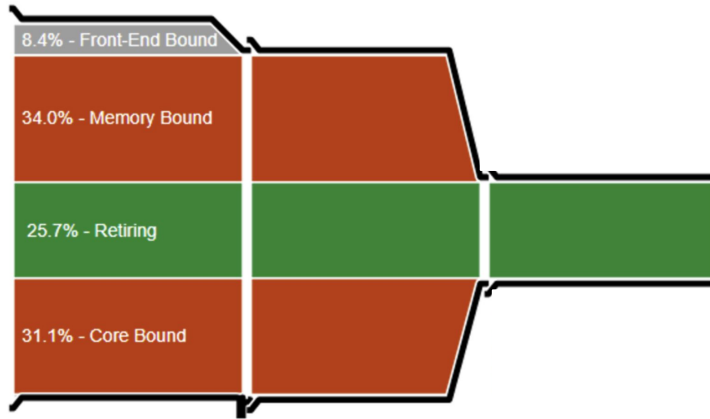 8.4% - Front-End Bound
34.0% - Memory Bound
25.7% - Retiring
31.1% - Core Bound